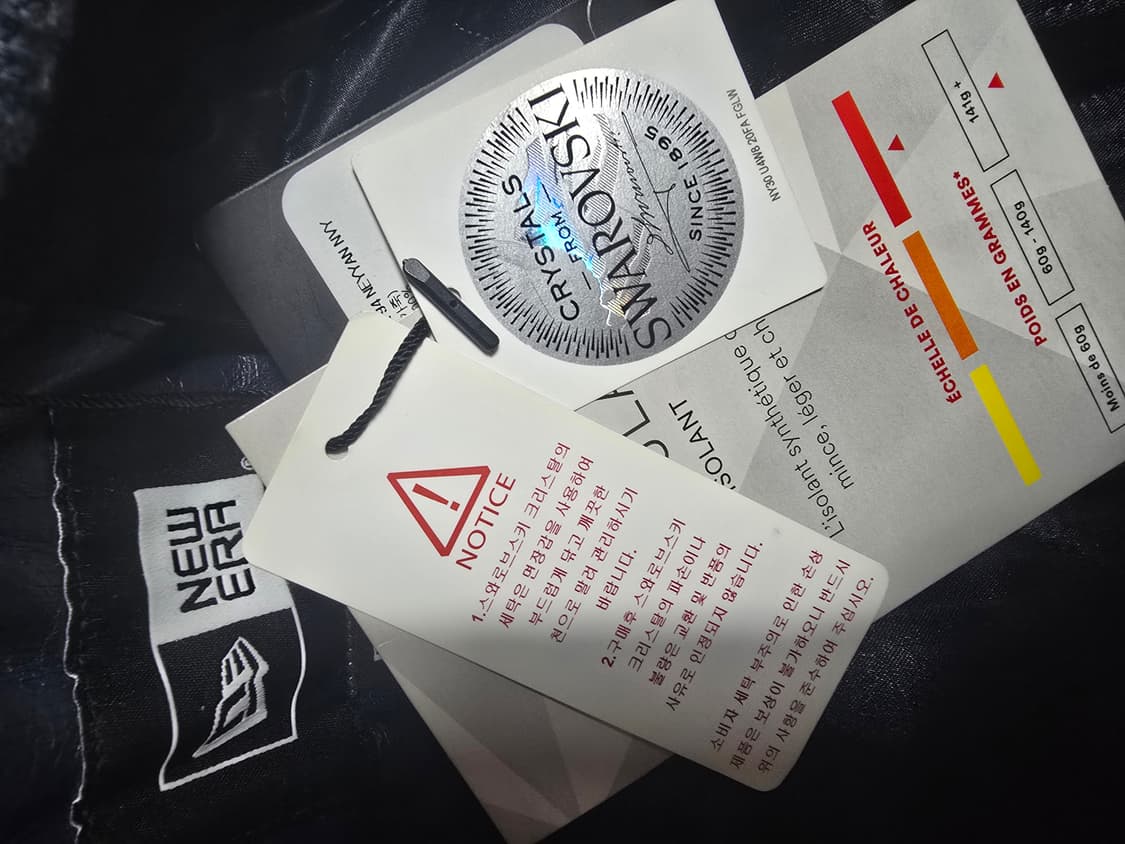 NEW
ERA
®
NEYYAN NVY
CRYSTALS
FROM
SWAROVSKI
SINCE 1895
NY30 U4W8 20FA FGLW
NOTICE
1.스와로브스키 크리스탈의
세탁은 면장갑을 사용하여
부드럽게 닦고 깨끗한
천으로 말려 관리하시기
바랍니다.
2.구매후 스와로브스키
크리스탈의 파손이나
불량은 교환 및 반품의
사유로 인정되지 않습니다.
소비자 세탁 부주의로 인한 손상
제품은 보상이 불가하오니 반드시
위의 사항을 준수하여 주십시오.
ISOLANT
L'isolant synthétique
mince, léger et ch
ÉCHELLE DE CHALEUR
POIDS EN GRAMMES*
141g +
60g - 140g
Moins de 60g